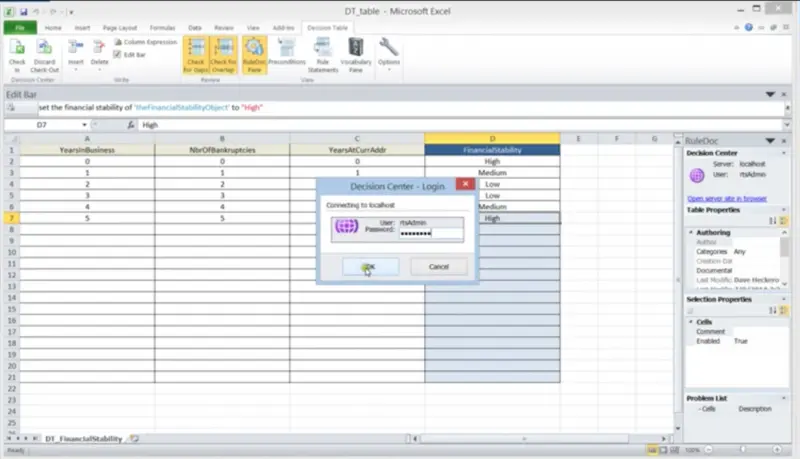 DT_table - Microsoft Excel
File Home Insert Page Layout Formulas Data Review View Add-Ins Decision Table
Check In Discard Check Out Insert Delete Column Expression Edit Bar Check For Gaps Check For Overlap RuleDoc Pane Preconditions Rule Statements Vocabulary Pane Options
Decision Center Write Review View
Edit Bar
set the financial stability of 'theFinancialStabilityObject' to "High"
D7 fx High
A B C D E F G
1 YearsInBusiness NbrOfBankruptcies YearsAtCurrAddr FinancialStability
2 0 0 0 High
3 1 1 1 Medium
4 2 2 Low
5 3 3 Low
6 4 4 Medium
7 5 5 High
8
9
10
11
12
13
14
15
16
17
18
19
20
21
22
23
24
25
Decision Center - Login
Connecting to localhost
User: rtsAdmin
Password: ••••••••
OK Cancel
RuleDoc
Decision Center
Server: localhost
User: rtsAdmin
Open server site in browser
Table Properties
Authoring
Author
Categories Any
Creation Dat
Documentat
Last Modifie Dave Heckero
Selection Properties
Cells
Comment
Enabled True
Problem List
Cells Description
DT_FinancialStability
Ready 100%